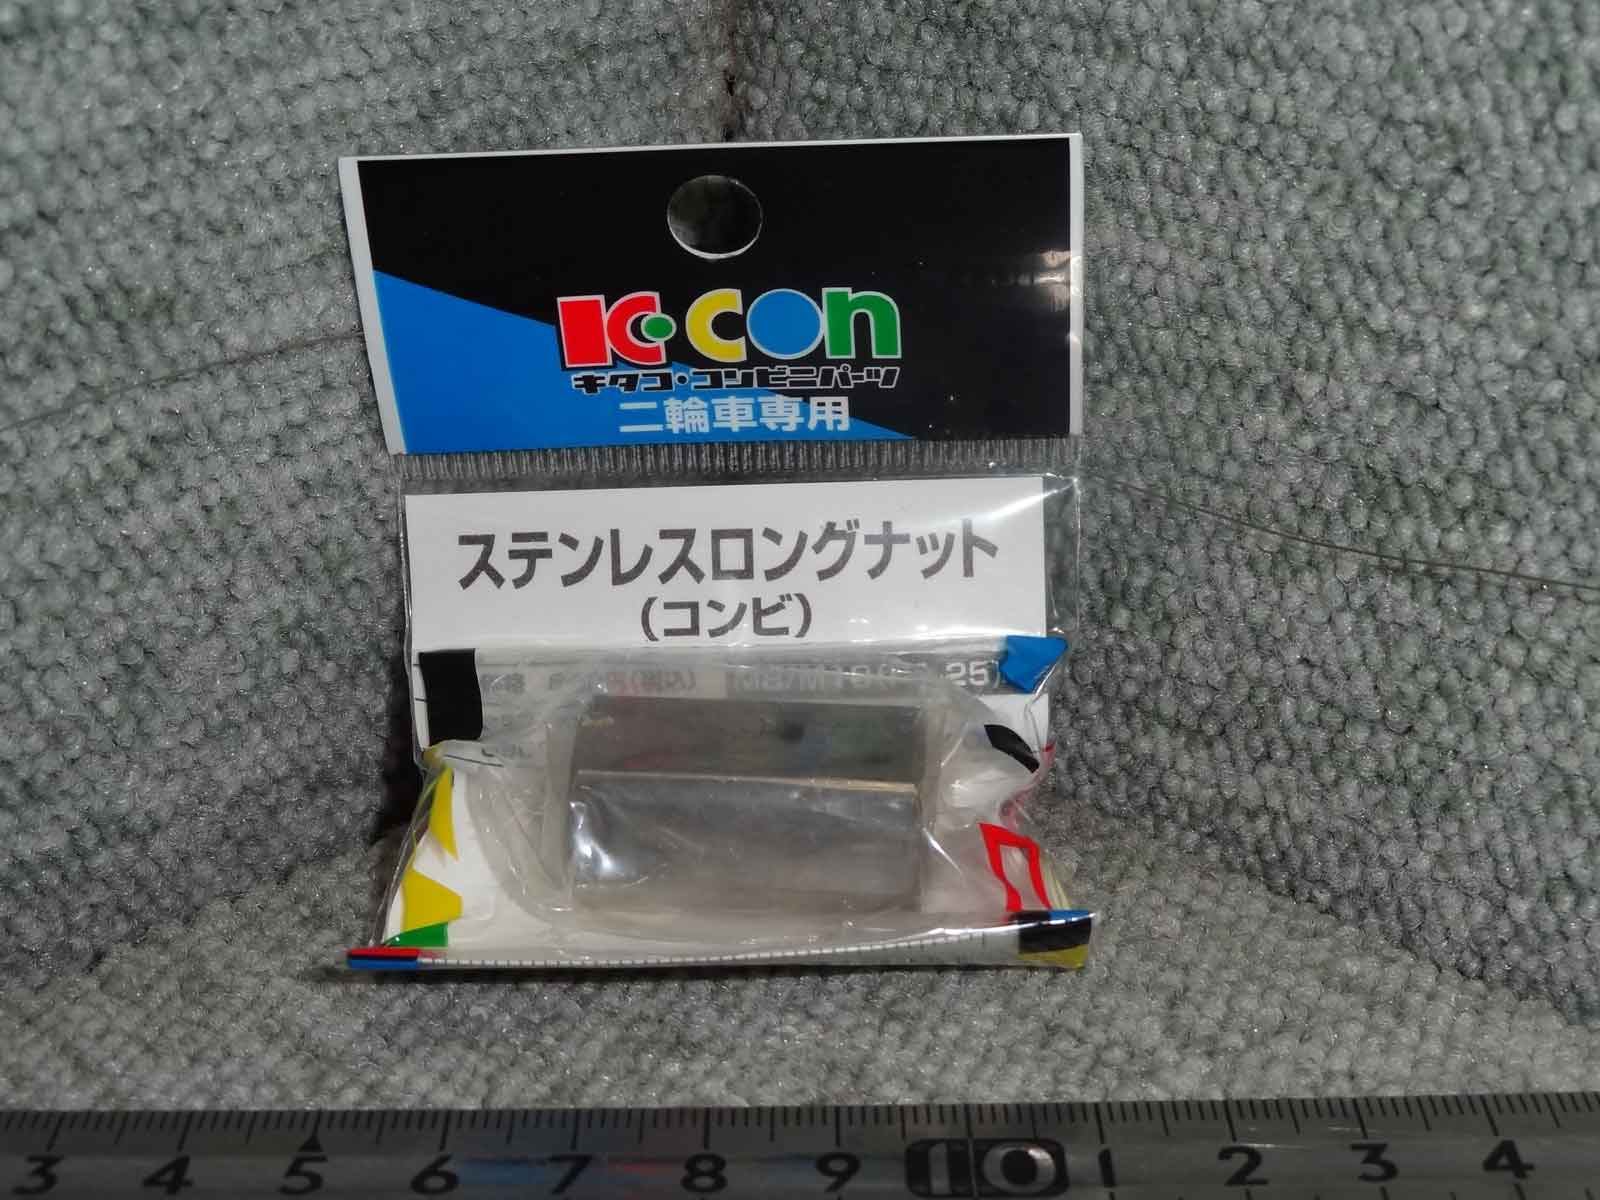 K・CON
キタコ・コンビニパーツ
二輪車専用
ステンレスロングナット
(コンビ)
3 4 5 6 7 8 9 10 1 2 3 4